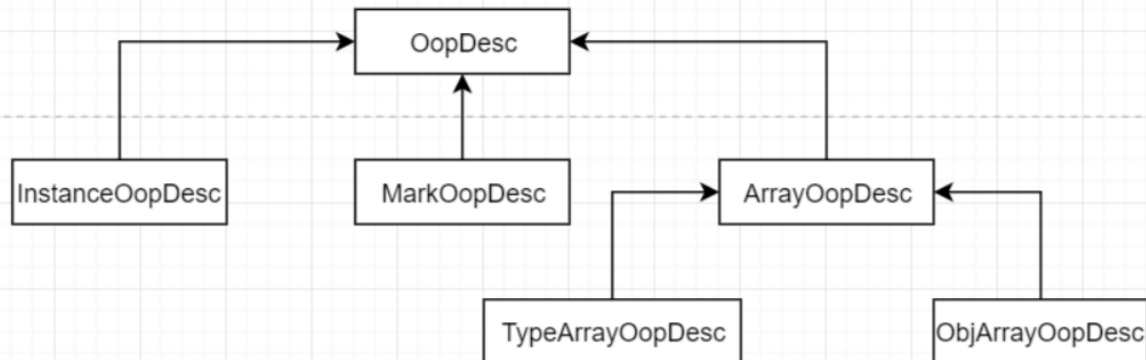 OopDesc
InstanceOopDesc
MarkOopDesc
ArrayOopDesc
TypeArrayOopDesc
ObjArrayOopDesc